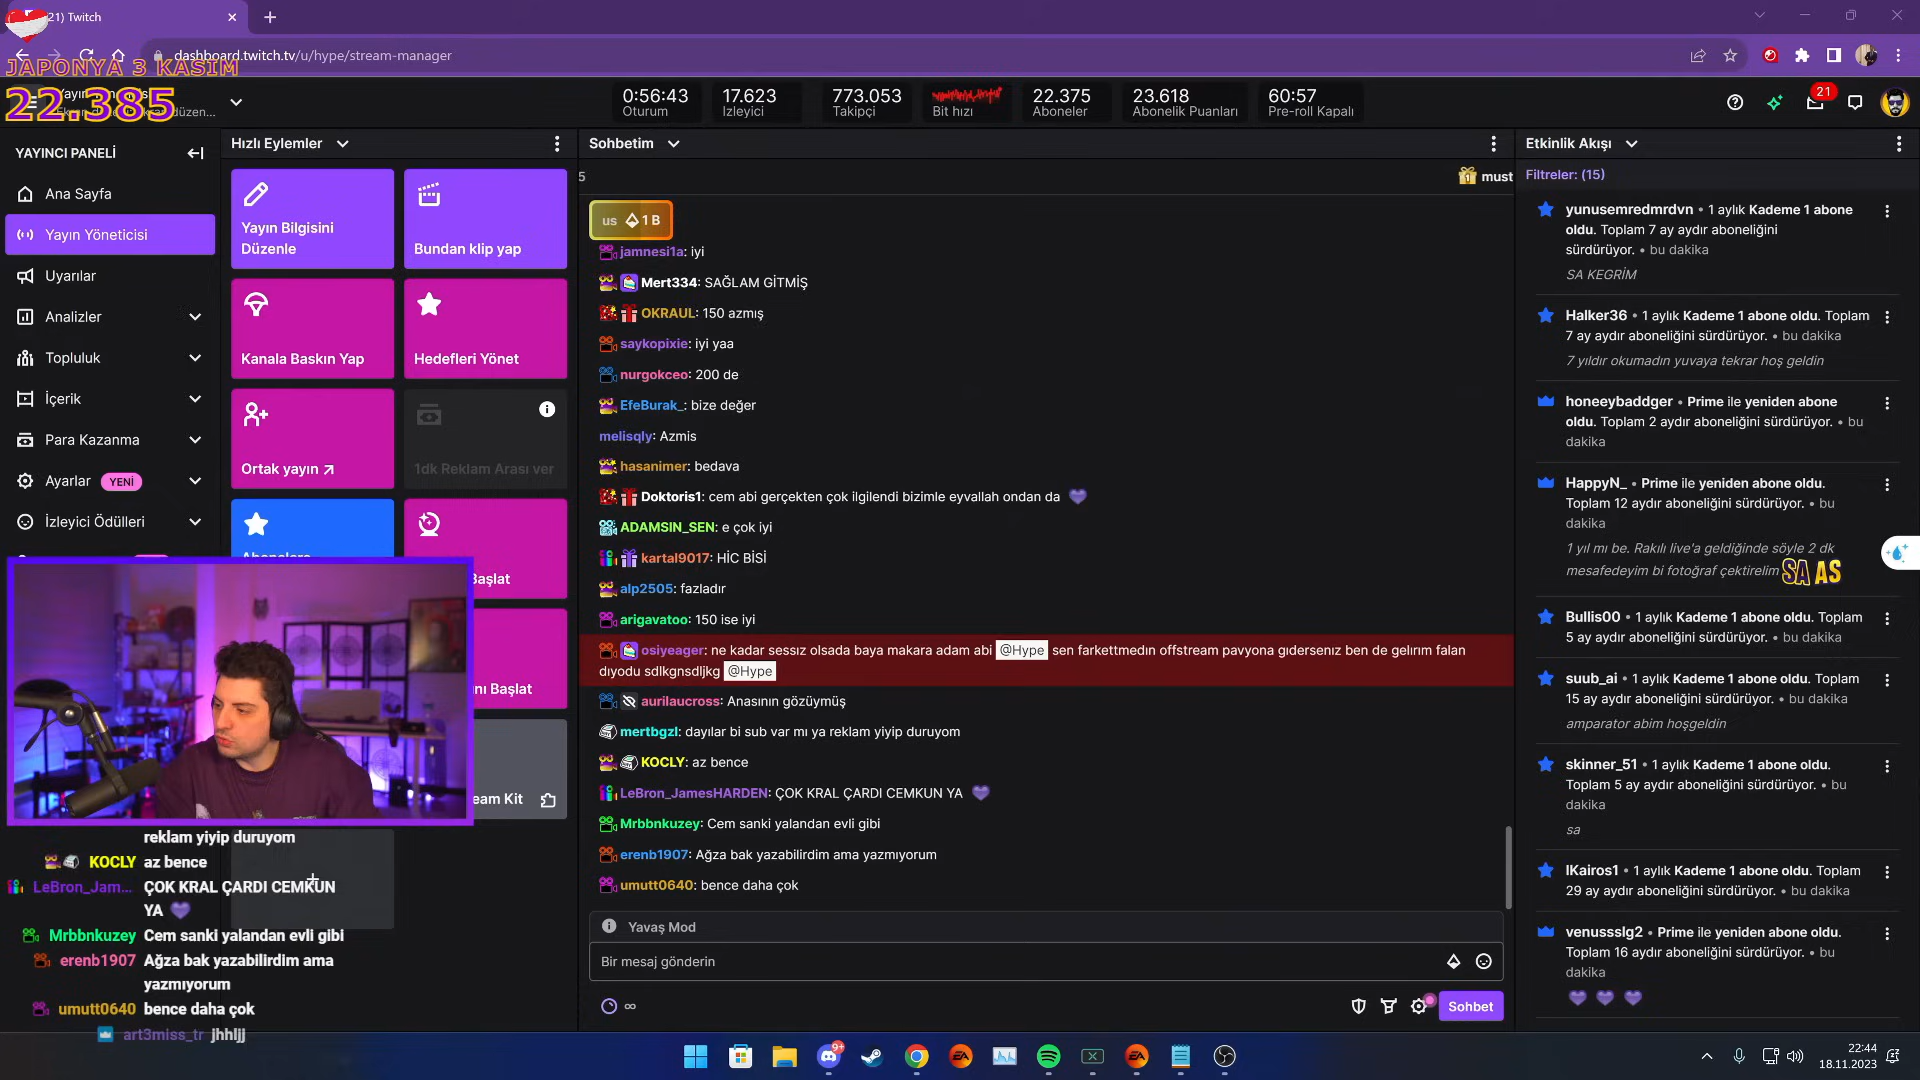 21) Twitch
dashboard.twitch.tv/u/hype/stream-manager
JAPONYA 3 KASIM
22.385
0:56:43
Oturum
17.623
İzleyici
773.053
Takipçi
Bit hızı
22.375
Aboneler
23.618
Abonelik Puanları
60:57
Pre-roll Kapalı
21
YAYINCI PANELİ
Ana Sayfa
Yayın Yöneticisi
Uyarılar
Analizler
Topluluk
İçerik
Para Kazanma
Ayarlar YENİ
İzleyici Ödülleri
Hızlı Eylemler
Yayın Bilgisini
Düzenle
Bundan klip yap
Kanala Baskın Yap
Hedefleri Yönet
Ortak yayın
1dk Reklam Arası ver
Başlat
reklam yiyip duruyom
KOCLY az bence
LeBron_Jam... ÇOK KRAL ÇARDI CEMKUN
YA
Mrbbnkuzey Cem sanki yalandan evli gibi
erenb1907 Ağza bak yazabilirdim ama
yazmıyorum
umutt0640 bence daha çok
art3miss_tr jhhljj
Sohbetim
5
must
us 1 B
jamnesi1a: iyi
Mert334: SAĞLAM GİTMİŞ
OKRAUL: 150 azmış
saykopixie: iyi yaa
nurgokceo: 200 de
EfeBurak_: bize değer
melisqly: Azmis
hasanimer: bedava
Doktoris1: cem abi gerçekten çok ilgilendi bizimle eyvallah ondan da
ADAMSIN_SEN: e çok iyi
kartal9017: HİC BİSİ
alp2505: fazladır
arigavatoo: 150 ise iyi
osiyeager: ne kadar sessız olsada baya makara adam abi @Hype sen farkettmedın offstream pavyona gıderseniz ben de gelırım falan
dıyodu sdlkgnsdljkg @Hype
aurilaucross: Anasının gözüymüş
mertbgzl: dayılar bi sub var mı ya reklam yiyip duruyom
KOCLY: az bence
LeBron_JamesHARDEN: ÇOK KRAL ÇARDI CEMKUN YA
Mrbbnkuzey: Cem sanki yalandan evli gibi
erenb1907: Ağza bak yazabilirdim ama yazmıyorum
umutt0640: bence daha çok
Yavaş Mod
Bir mesaj gönderin
Sohbet
Etkinlik Akışı
Filtreler: (15)
yunusemredmrdvn • 1 aylık Kademe 1 abone
oldu. Toplam 7 ay aydır aboneliğini
sürdürüyor. • bu dakika
SA KEGRİM
Halker36 • 1 aylık Kademe 1 abone oldu. Toplam
7 ay aydır aboneliğini sürdürüyor. • bu dakika
7 yıldır okumadın yuvaya tekrar hoş geldin
honeeybaddger • Prime ile yeniden abone
oldu. Toplam 2 aydır aboneliğini sürdürüyor. • bu
dakika
HappyN_ • Prime ile yeniden abone oldu.
Toplam 12 aydır aboneliğini sürdürüyor. • bu
dakika
1 yıl mı be. Rakılı live'a geldiğinde söyle 2 dk
mesafedeyim bi fotoğraf çektirelim SA AS
Bullis00 • 1 aylık Kademe 1 abone oldu. Toplam
5 ay aydır aboneliğini sürdürüyor. • bu dakika
suub_ai • 1 aylık Kademe 1 abone oldu. Toplam
15 ay aydır aboneliğini sürdürüyor. • bu dakika
amparator abim hoşgeldin
skinner_51 • 1 aylık Kademe 1 abone oldu.
Toplam 5 ay aydır aboneliğini sürdürüyor. • bu
dakika
sa
IKairos1 • 1 aylık Kademe 1 abone oldu. Toplam
29 ay aydır aboneliğini sürdürüyor. • bu dakika
venussslg2 • Prime ile yeniden abone oldu.
Toplam 16 aydır aboneliğini sürdürüyor. • bu
dakika
9+
22:44
18.11.2023